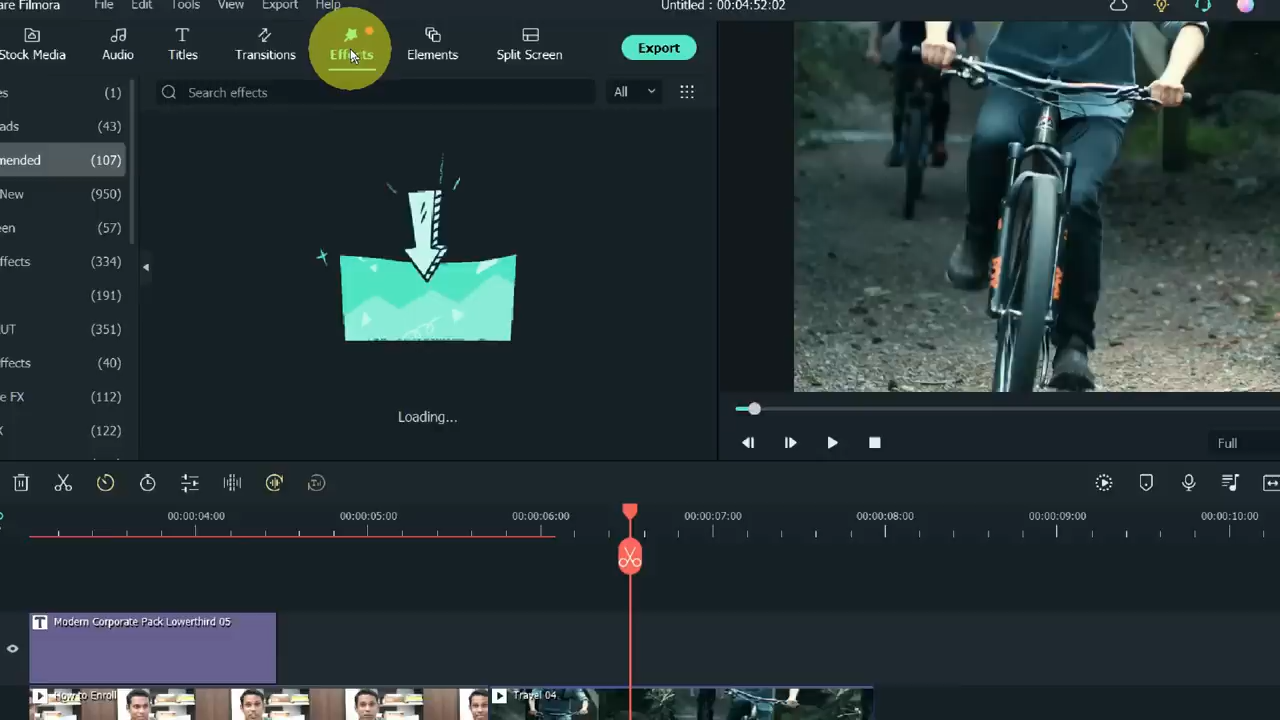 are Filmora File Edit Tools View Export Help Untitled : 00:04:52:02
Stock Media Audio Titles Transitions Effects Elements Split Screen Export
es (1) Search effects All
ads (43)
mended (107)
New (950)
en (57)
ffects (334)
(191)
UT (351)
ffects (40)
e FX (112)
X (122)
Loading...
Full
00:00:04:00 00:00:05:00 00:00:06:00 00:00:07:00 00:00:08:00 00:00:09:00 00:00:10:00
T Modern Corporate Pack Lowerthird 05
How to Enroll Travel 04